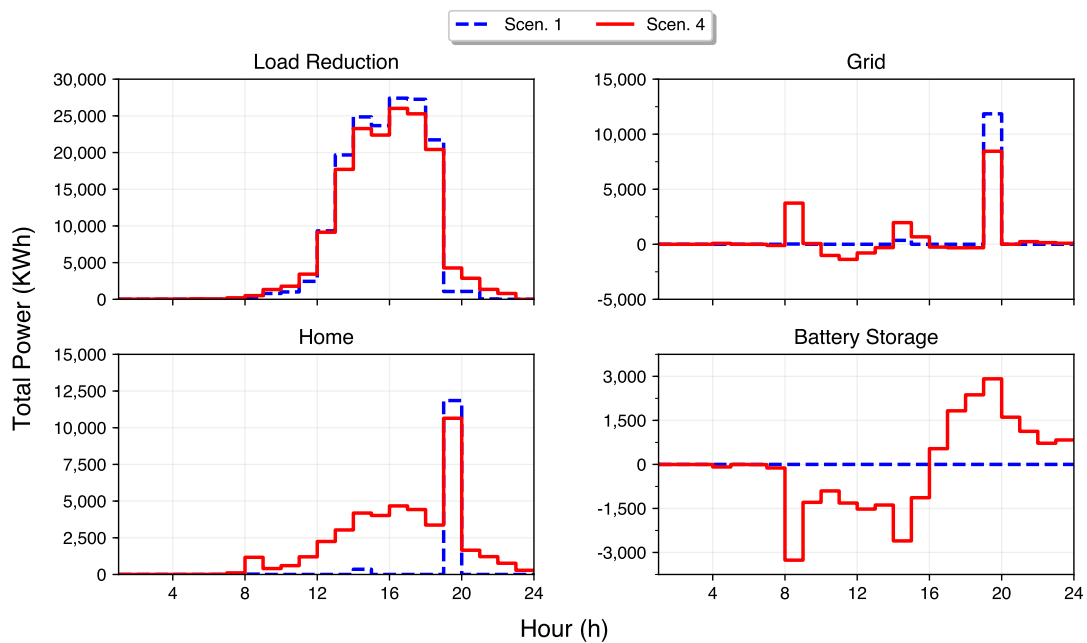 Scen. 1 Scen. 4
Load Reduction
30,000
25,000
20,000
15,000
10,000
5,000
0
Grid
15,000
10,000
5,000
0
-5,000
Home
15,000
12,500
10,000
7,500
5,000
2,500
0
4 8 12 16 20 24
Battery Storage
3,000
1,500
0
-1,500
-3,000
4 8 12 16 20 24
Total Power (KWh)
Hour (h)